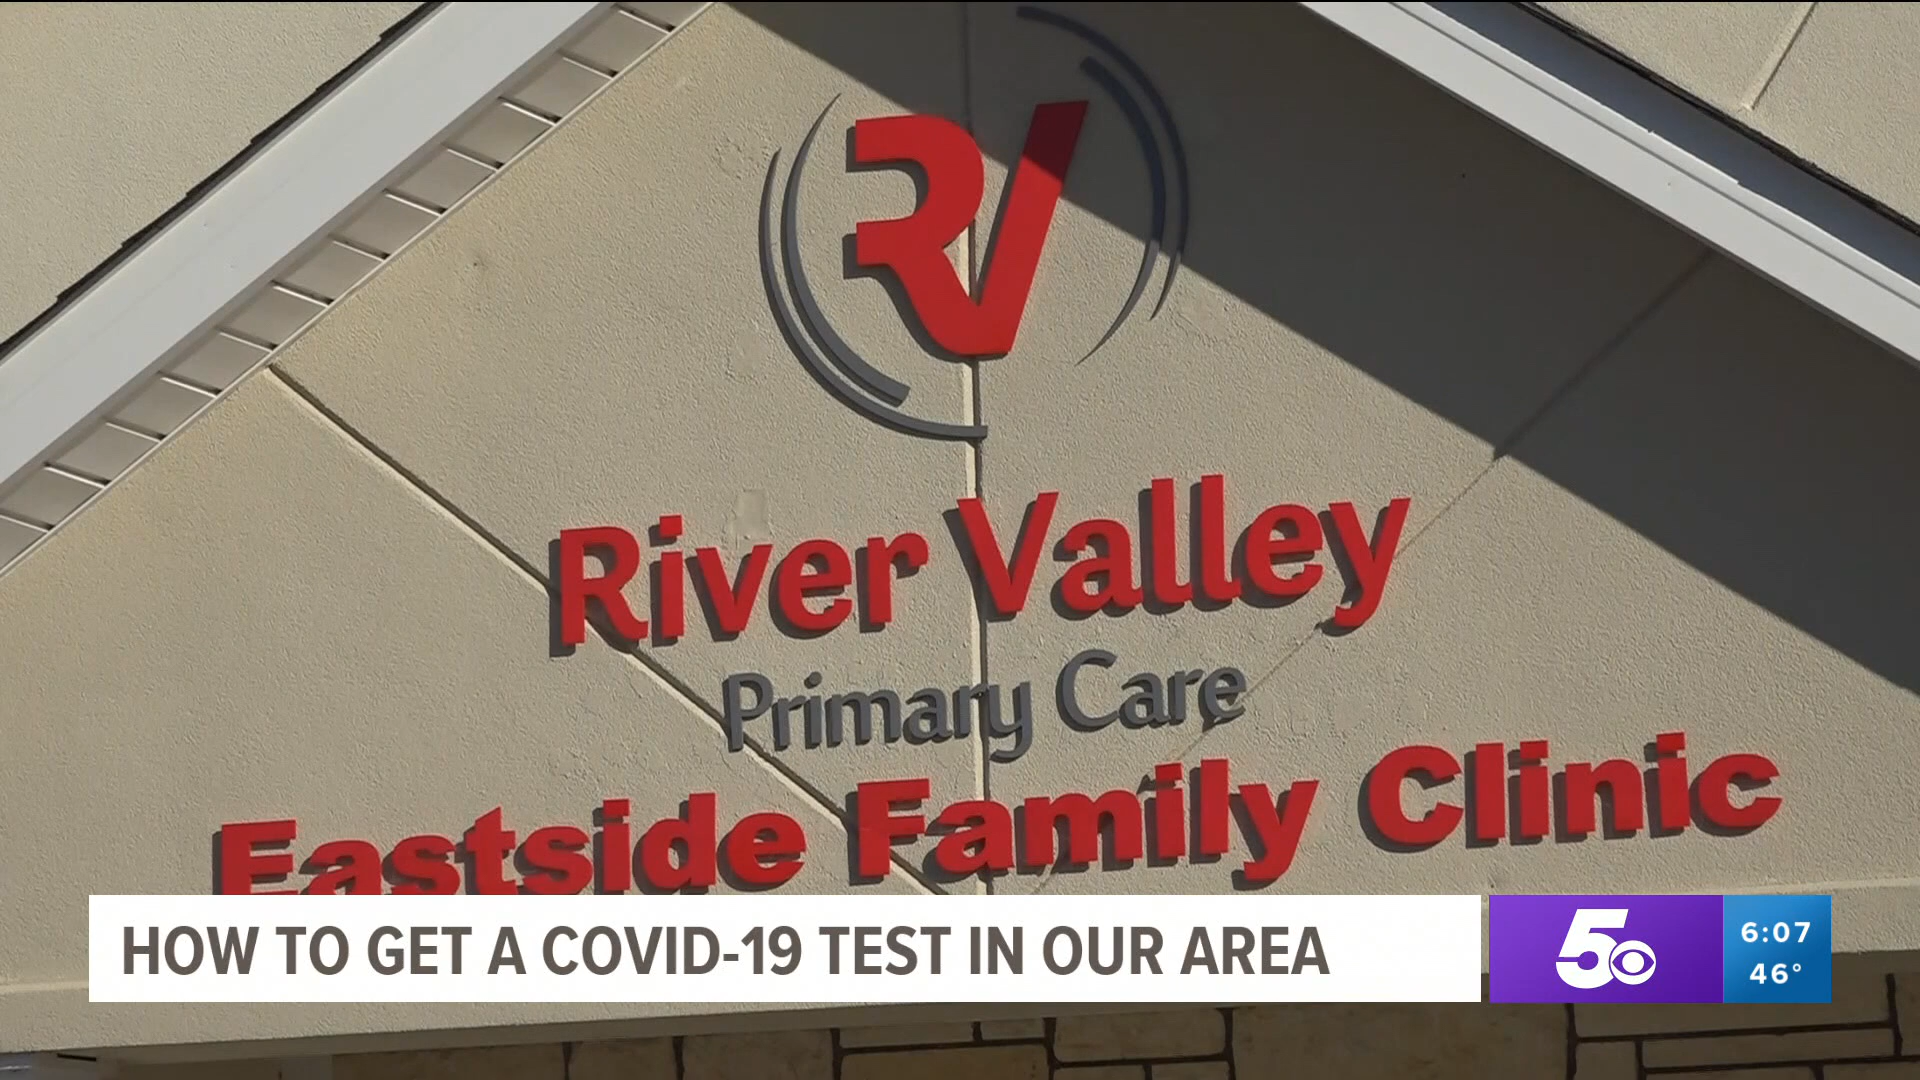 RV
River Valley
Primary Care
Eastside Family Clinic
HOW TO GET A COVID-19 TEST IN OUR AREA
5
6:07
46°